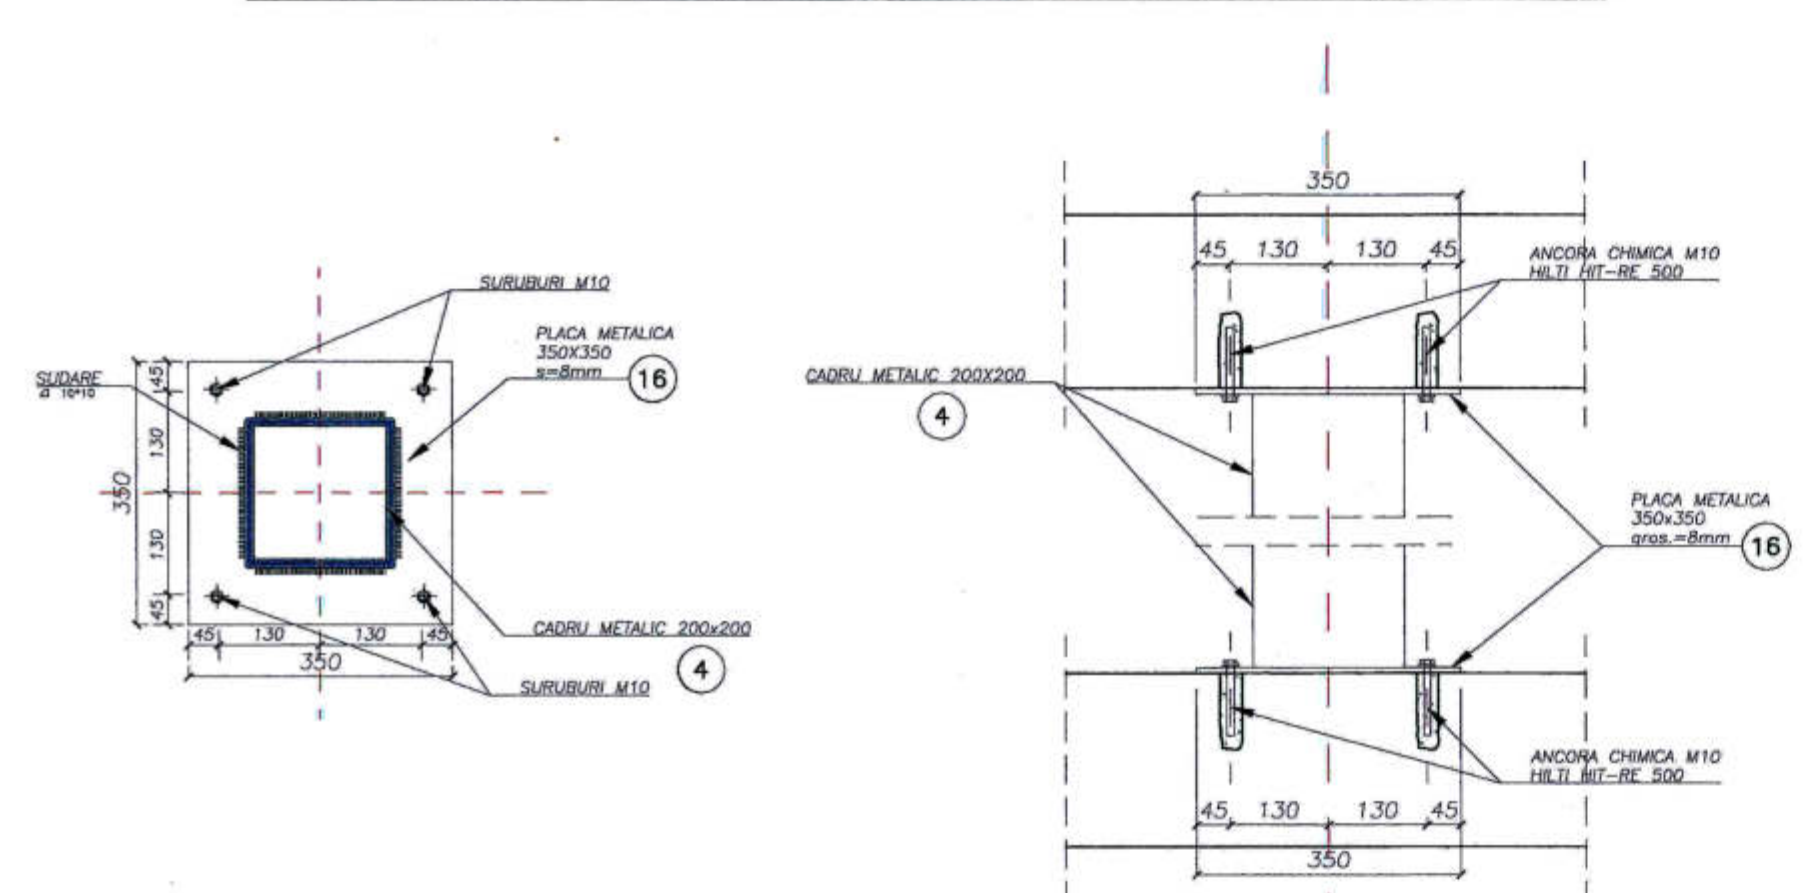 SURUBURI M10
PLACA METALICA
350X350
s=8mm
16
SUDARE
Δ 10*10
45
130
350
130
45
45
130
130
45
350
CADRU METALIC 200x200
4
SURUBURI M10
350
45
130
130
45
ANCORA CHIMICA M10
HILTI HIT-RE 500
CADRU METALIC 200X200
4
PLACA METALICA
350x350
gros.=8mm
16
ANCORA CHIMICA M10
HILTI HIT-RE 500
45
130
130
45
350